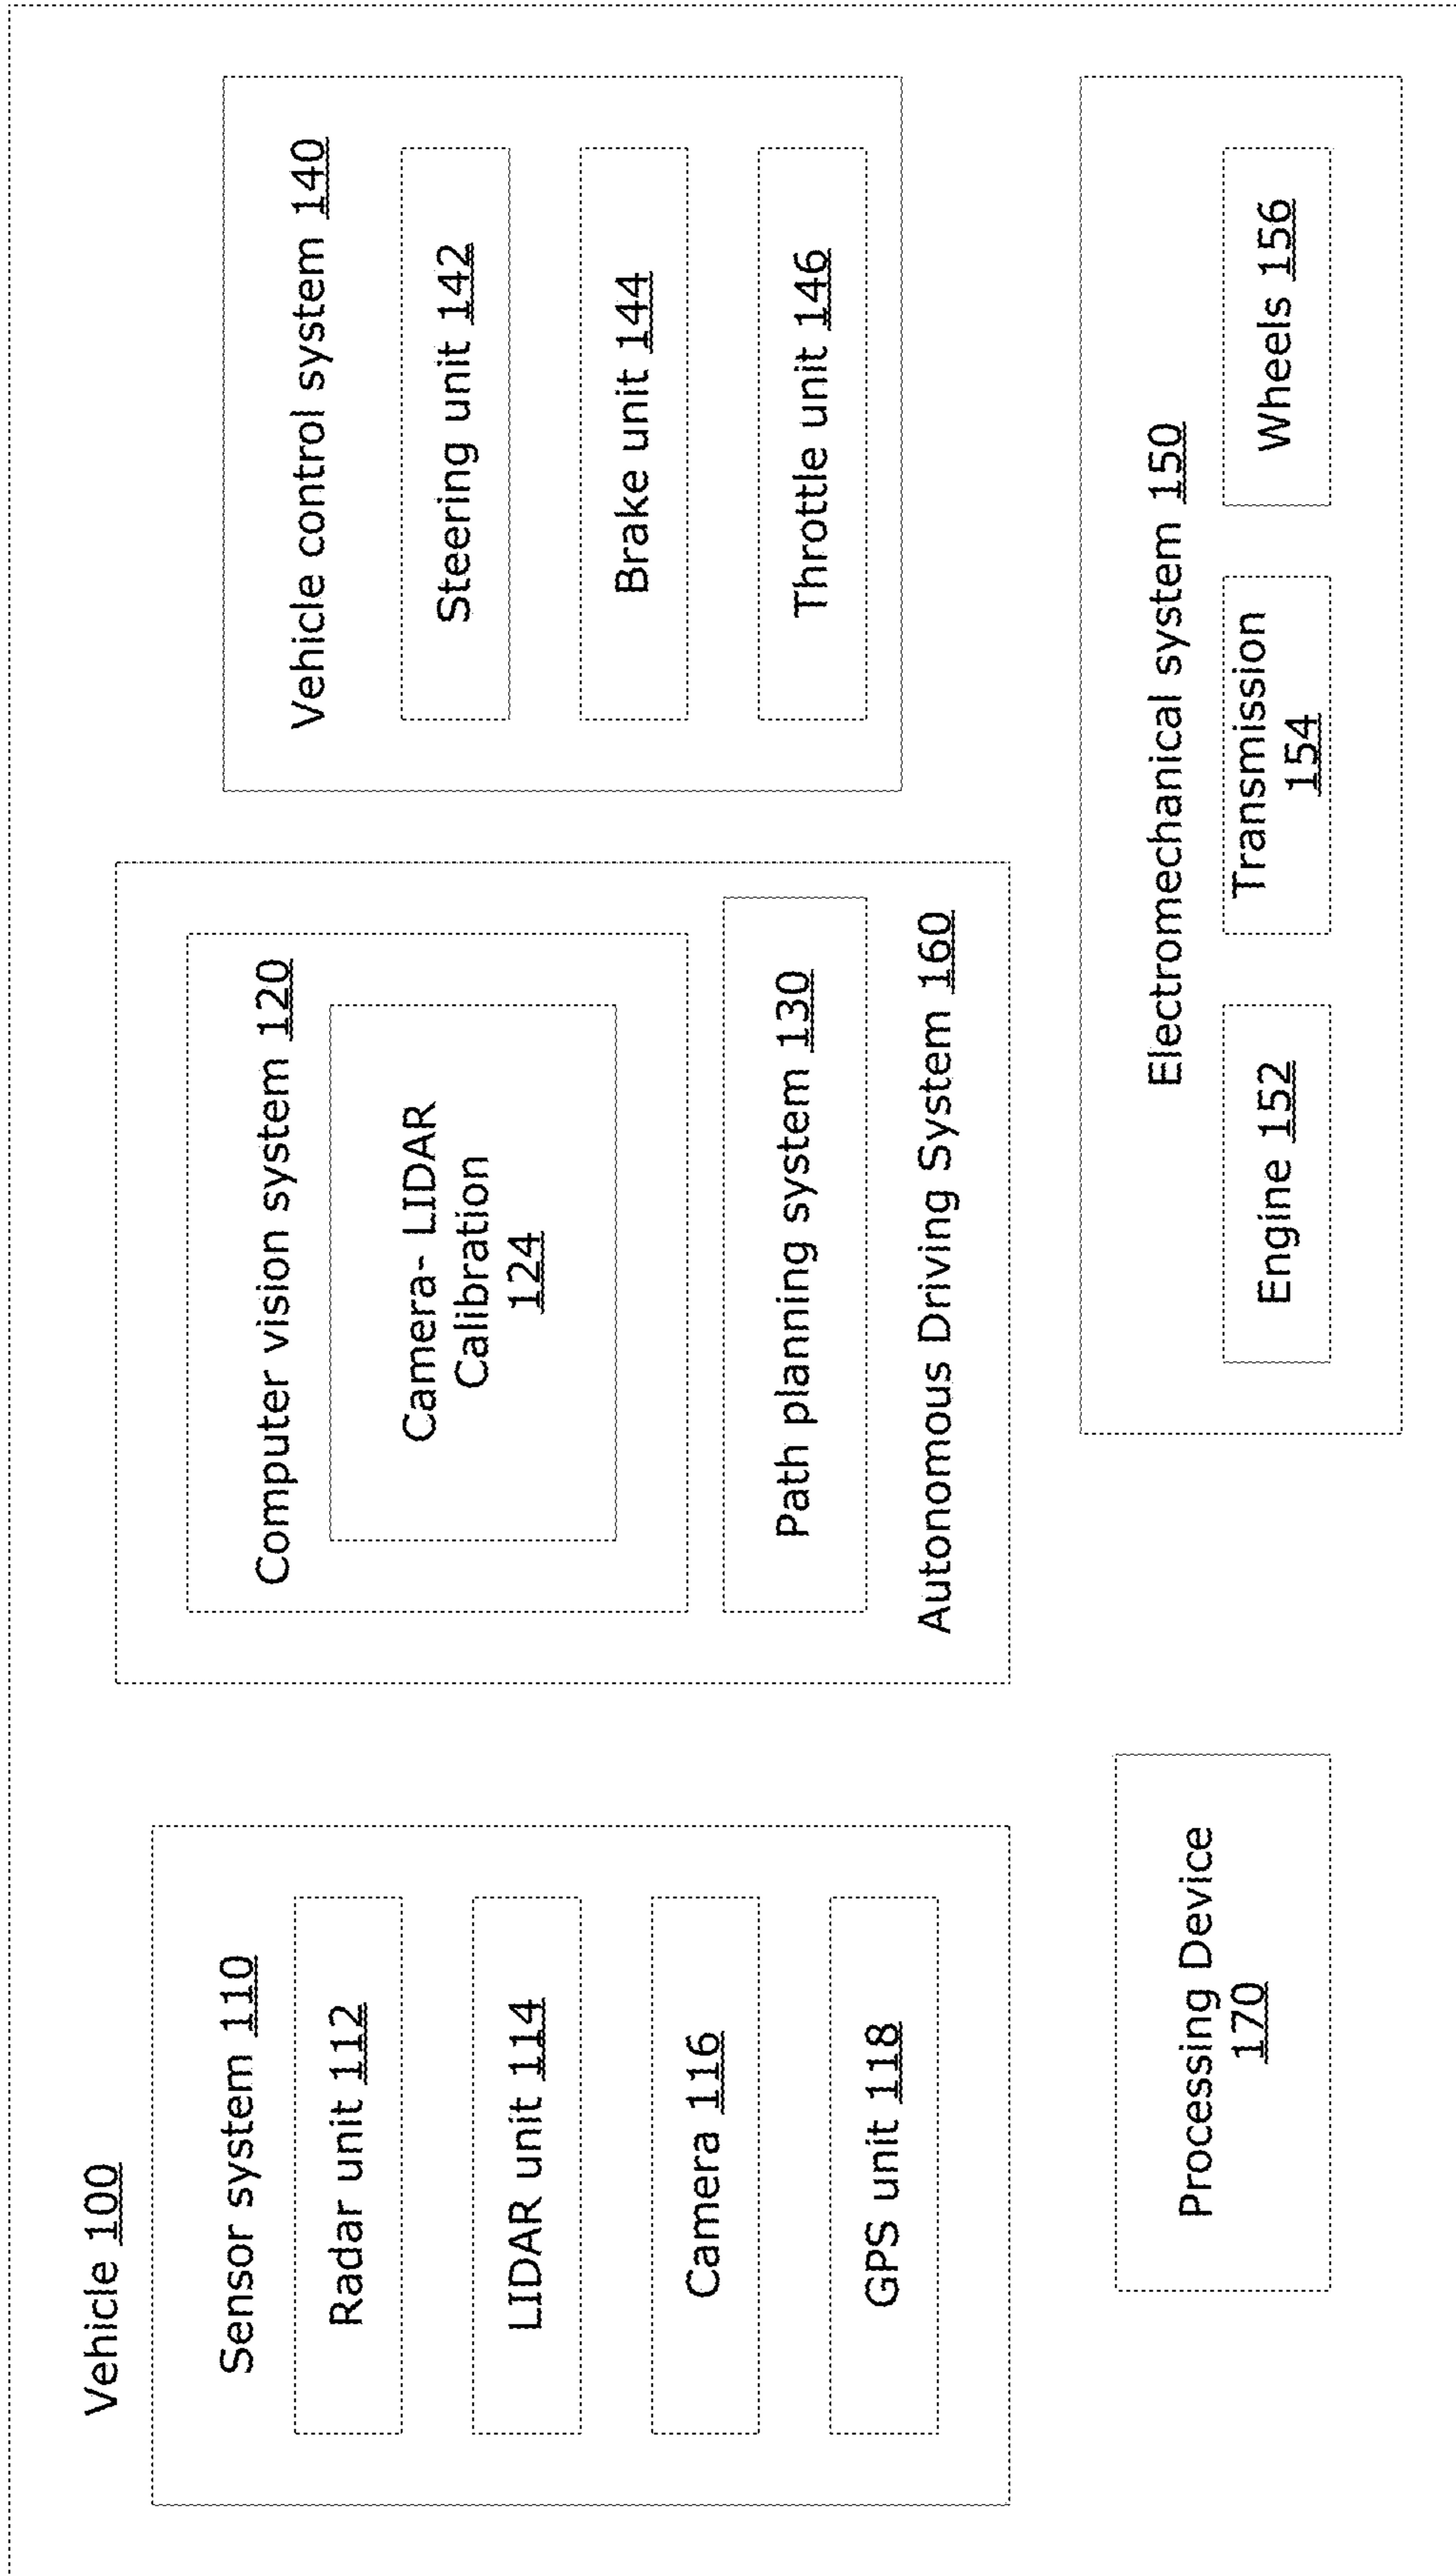 Vehicle 100
Sensor system 110
Radar unit 112
LIDAR unit 114
Camera 116
GPS unit 118
Computer vision system 120
Camera- LIDAR
Calibration
124
Path planning system 130
Autonomous Driving System 160
Vehicle control system 140
Steering unit 142
Brake unit 144
Throttle unit 146
Processing Device
170
Electromechanical system 150
Engine 152
Transmission
154
Wheels 156